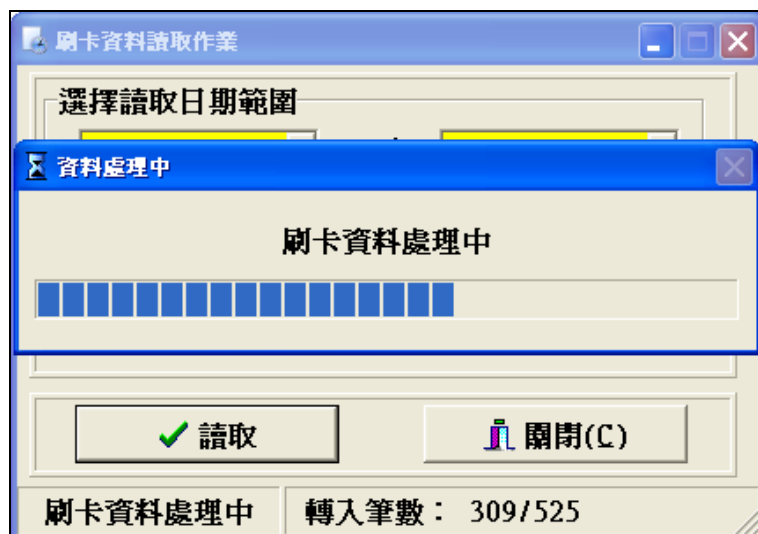 刷卡資料讀取作業
選擇讀取日期範圍
資料處理中
刷卡資料處理中
讀取
關閉(C)
刷卡資料處理中
轉入筆數： 309/525